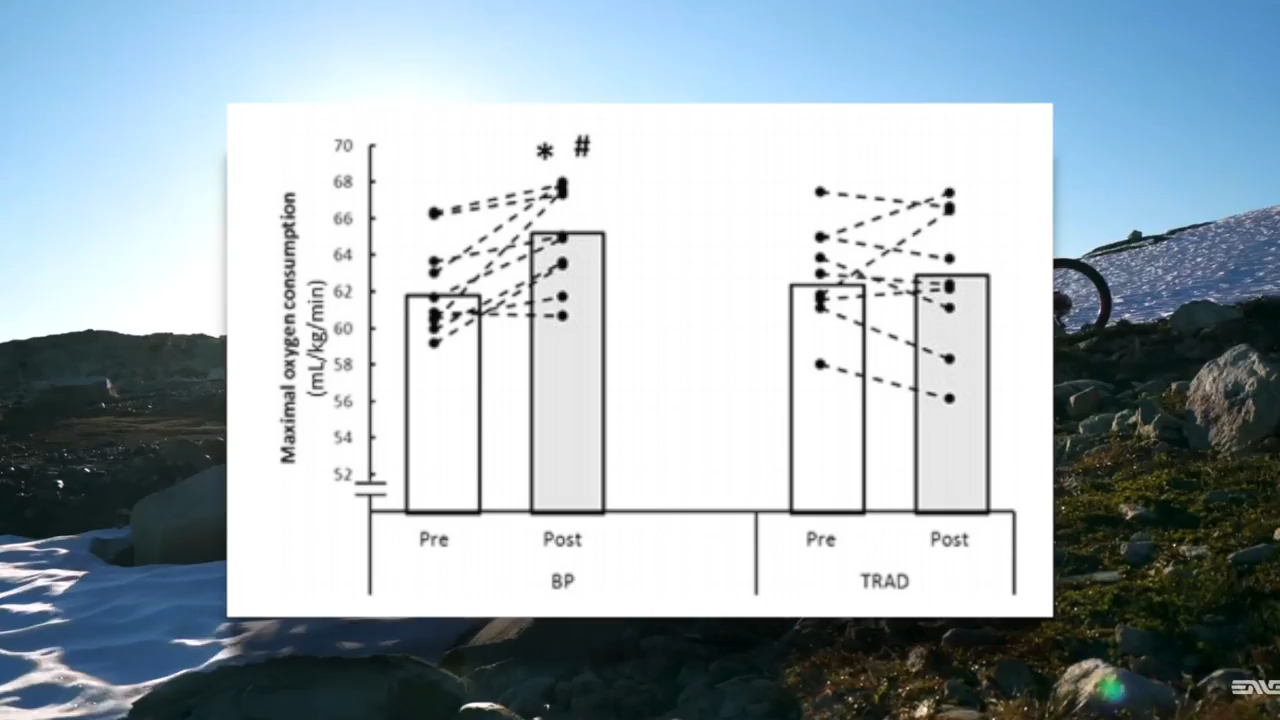 70
68
66
64
62
60
58
56
54
52
Maximal oxygen consumption
(mL/kg/min)
* #
Pre Post Pre Post
BP TRAD